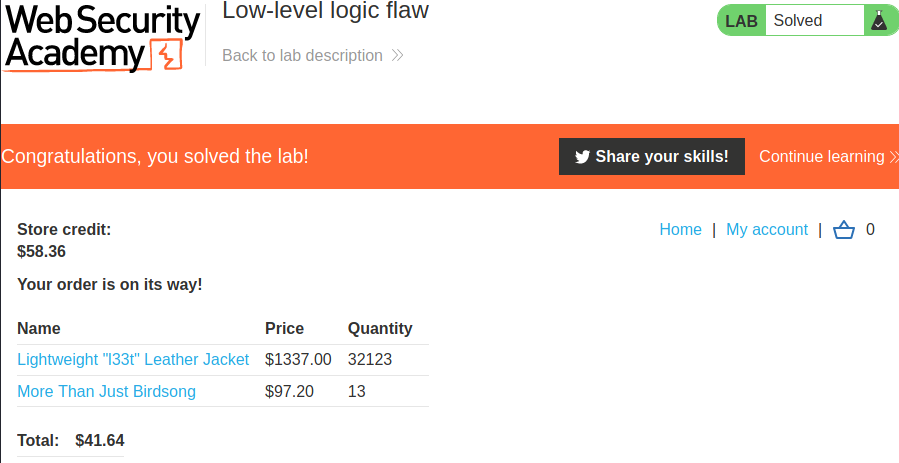 Web Security
Academy
Low-level logic flaw
Back to lab description
LAB Solved
Congratulations, you solved the lab!
Share your skills!
Continue learning
Store credit:
$58.36
Home | My account | 0
Your order is on its way!
Name Price Quantity
Lightweight "l33t" Leather Jacket $1337.00 32123
More Than Just Birdsong $97.20 13
Total: $41.64